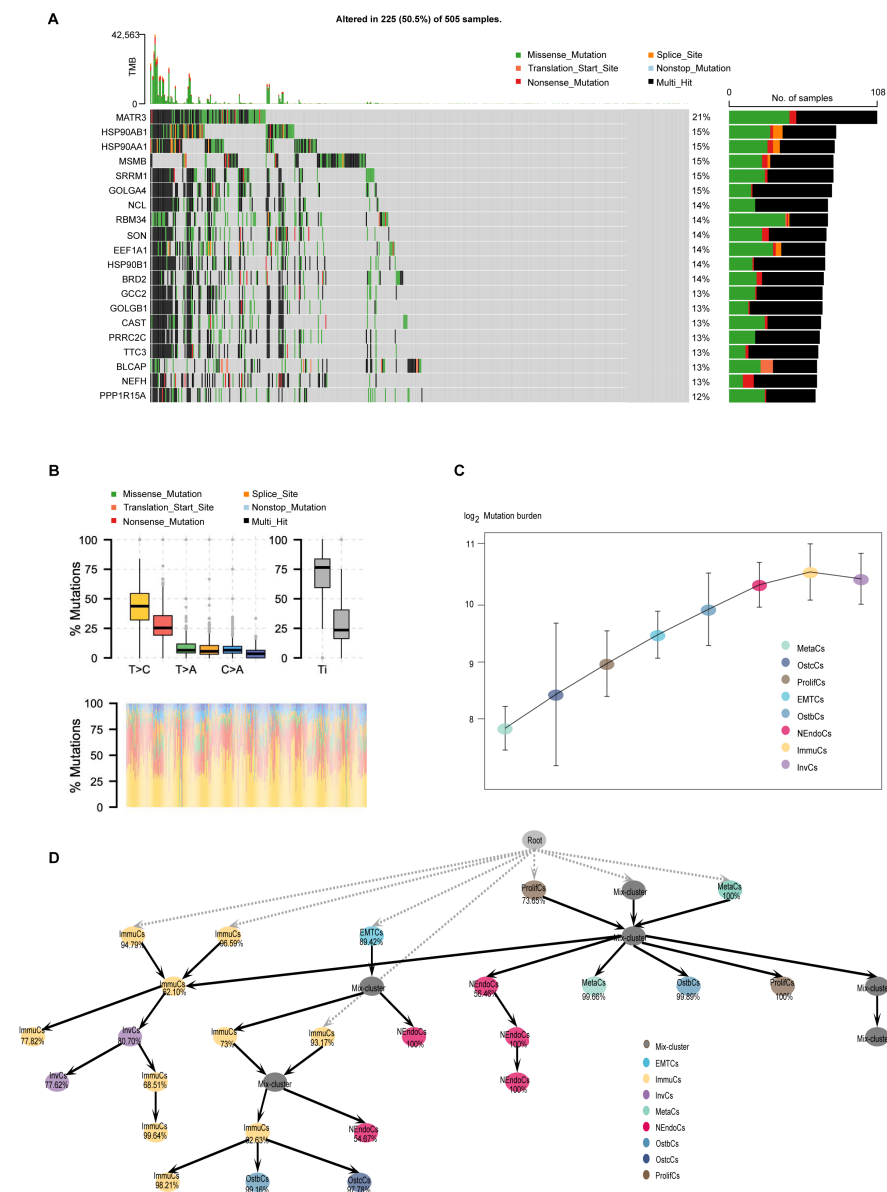 A
Altered in 225 (50.5%) of 505 samples.
42,563
TMB
0
Missense_Mutation
Splice_Site
Translation_Start_Site
Nonstop_Mutation
Nonsense_Mutation
Multi_Hit
No. of samples
0
108
MATR3 21%
HSP90AB1 15%
HSP90AA1 15%
MSMB 15%
SRRM1 15%
GOLGA4 15%
NCL 14%
RBM34 14%
SON 14%
EEF1A1 14%
HSP90B1 14%
BRD2 14%
GCC2 13%
GOLGB1 13%
CAST 13%
PRRC2C 13%
TTC3 13%
BLCAP 13%
NEFH 13%
PPP1R15A 12%
B
Missense_Mutation
Splice_Site
Translation_Start_Site
Nonstop_Mutation
Nonsense_Mutation
Multi_Hit
% Mutations
100
75
50
25
0
T>C T>A C>A
100
75
50
25
0
Ti
% Mutations
100
75
50
25
0
C
log2 Mutation burden
11
10
9
8
MetaCs
OstcCs
ProlifCs
EMTCs
OstbCs
NEndoCs
ImmuCs
InvCs
D
Root
ProlifCs
73.65%
Mix-cluster
MetaCs
100%
ImmuCs
94.79%
ImmuCs
96.59%
EMTCs
89.42%
Mix-cluster
ImmuCs
62.10%
Mix-cluster
NEndoCs
56.48%
MetaCs
99.66%
OstbCs
99.89%
ProlifCs
100%
Mix-cluster
ImmuCs
77.82%
InvCs
80.70%
ImmuCs
73%
ImmuCs
93.17%
NEndoCs
100%
NEndoCs
100%
Mix-cluster
InvCs
77.62%
ImmuCs
68.51%
Mix-cluster
NEndoCs
100%
ImmuCs
99.64%
ImmuCs
92.63%
NEndoCs
54.67%
ImmuCs
98.21%
OstbCs
99.16%
OstcCs
97.78%
Mix-cluster
EMTCs
ImmuCs
InvCs
MetaCs
NEndoCs
OstbCs
OstcCs
ProlifCs